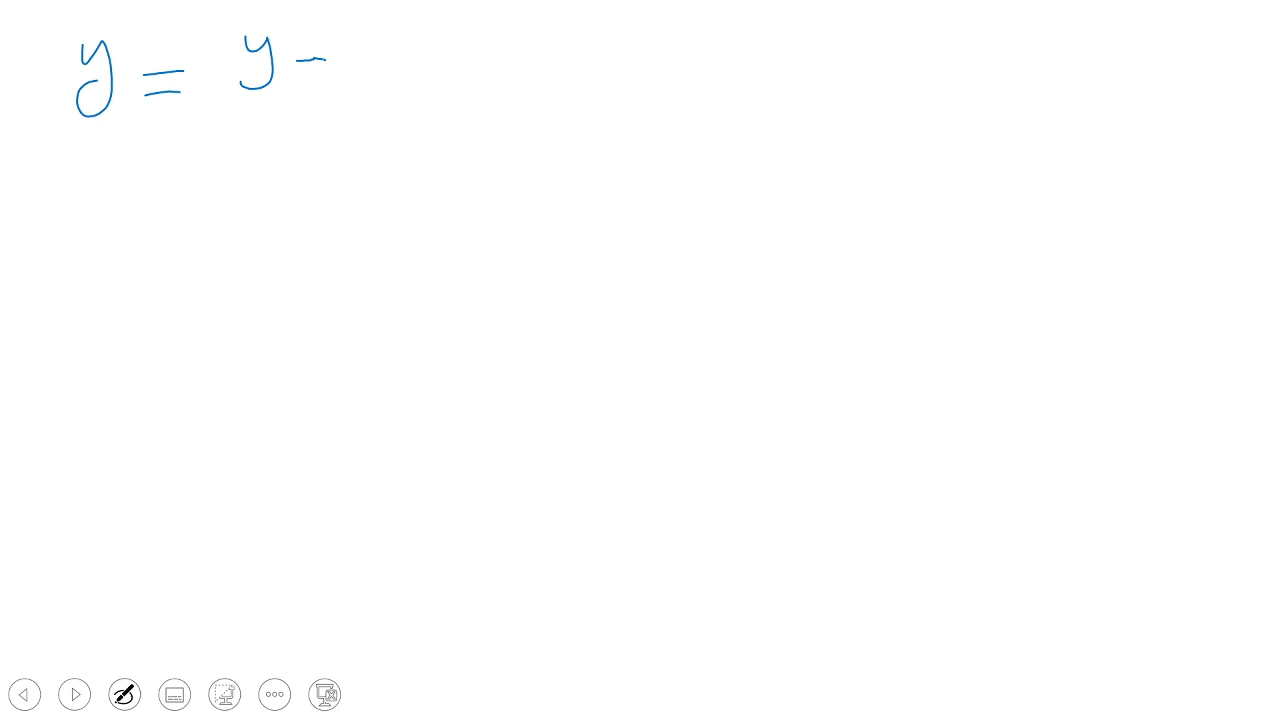 y = y -